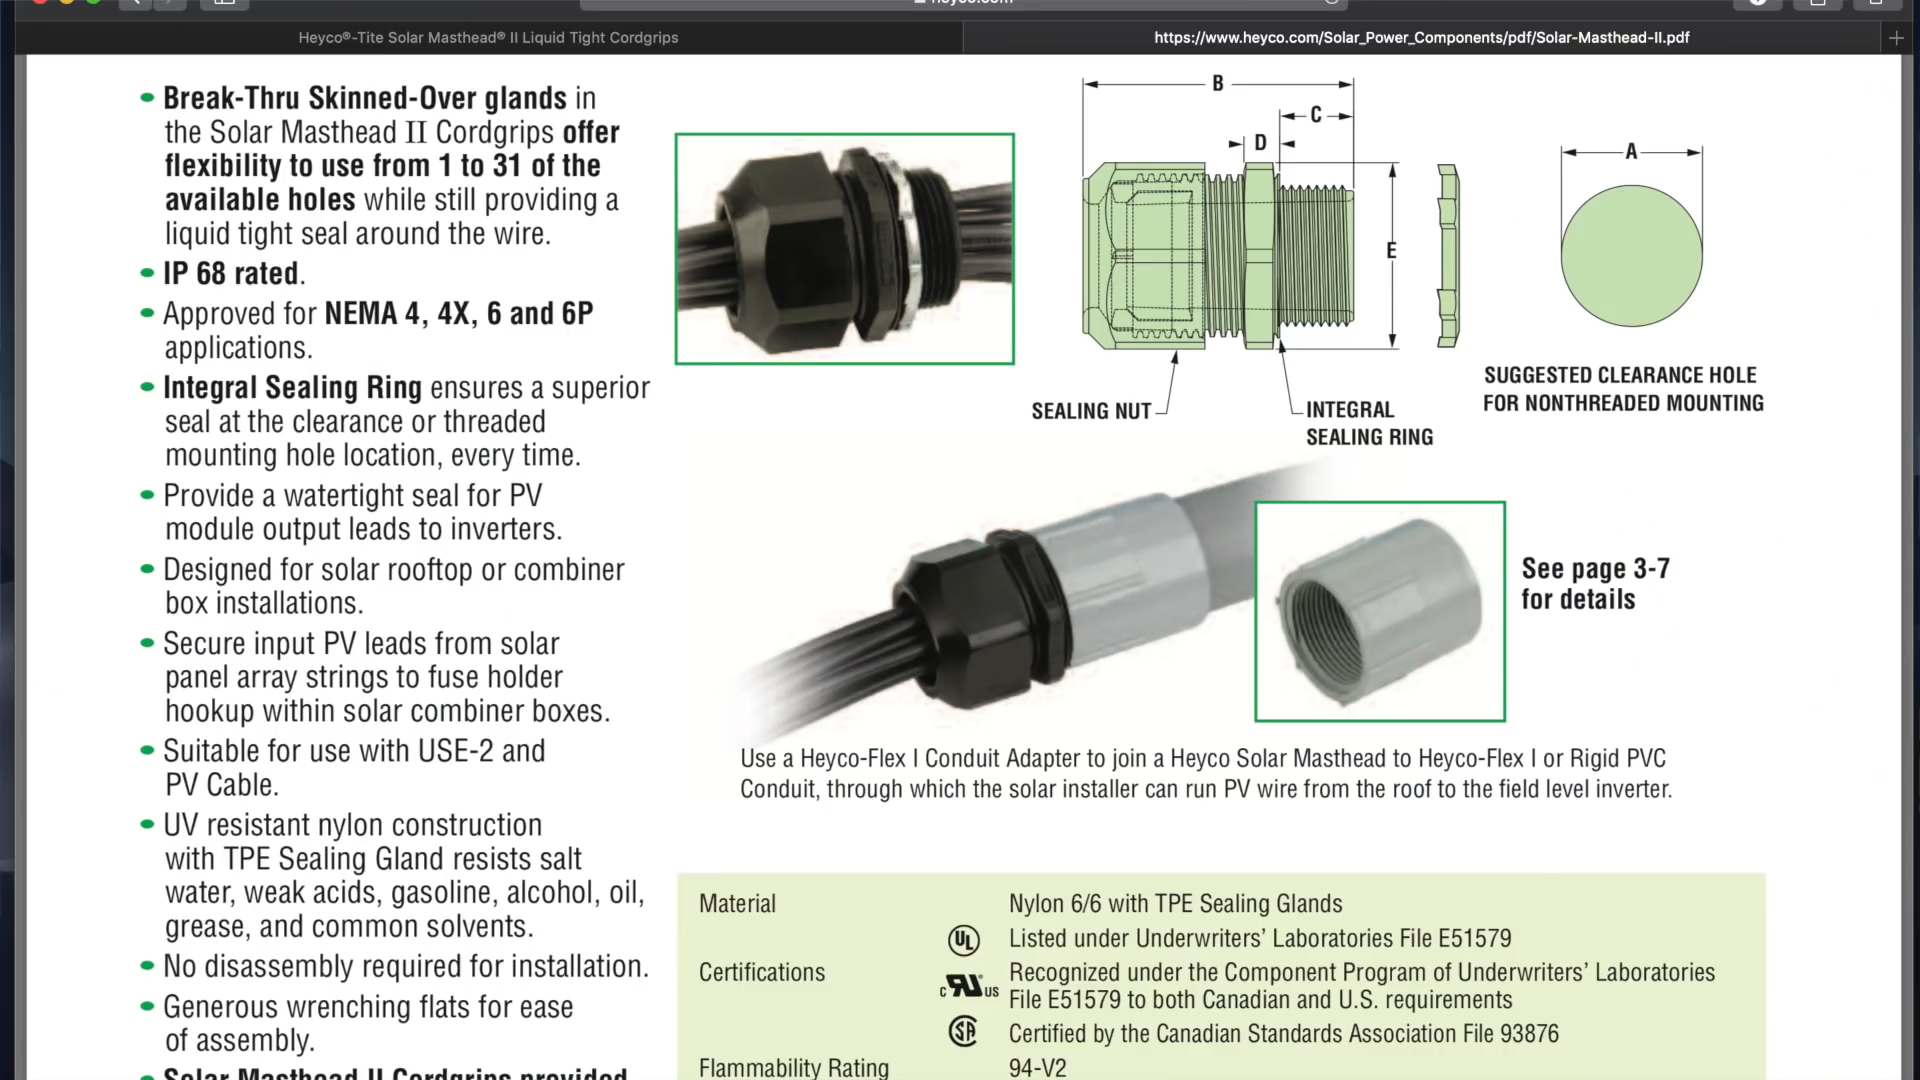 Heyco®-Tite Solar Masthead® II Liquid Tight Cordgrips
https://www.heyco.com/Solar_Power_Components/pdf/Solar-Masthead-II.pdf
• Break-Thru Skinned-Over glands in
the Solar Masthead II Cordgrips offer
flexibility to use from 1 to 31 of the
available holes while still providing a
liquid tight seal around the wire.
• IP 68 rated.
• Approved for NEMA 4, 4X, 6 and 6P
applications.
• Integral Sealing Ring ensures a superior
seal at the clearance or threaded
mounting hole location, every time.
• Provide a watertight seal for PV
module output leads to inverters.
• Designed for solar rooftop or combiner
box installations.
• Secure input PV leads from solar
panel array strings to fuse holder
hookup within solar combiner boxes.
• Suitable for use with USE-2 and
PV Cable.
• UV resistant nylon construction
with TPE Sealing Gland resists salt
water, weak acids, gasoline, alcohol, oil,
grease, and common solvents.
• No disassembly required for installation.
• Generous wrenching flats for ease
of assembly.
• Solar Masthead II Cordgrips provided
B
C
D
E
A
SEALING NUT
INTEGRAL
SEALING RING
SUGGESTED CLEARANCE HOLE
FOR NONTHREADED MOUNTING
See page 3-7
for details
Use a Heyco-Flex I Conduit Adapter to join a Heyco Solar Masthead to Heyco-Flex I or Rigid PVC
Conduit, through which the solar installer can run PV wire from the roof to the field level inverter.
Material Nylon 6/6 with TPE Sealing Glands
UL Listed under Underwriters' Laboratories File E51579
Certifications c RU US Recognized under the Component Program of Underwriters' Laboratories
File E51579 to both Canadian and U.S. requirements
SA Certified by the Canadian Standards Association File 93876
Flammability Rating 94-V2